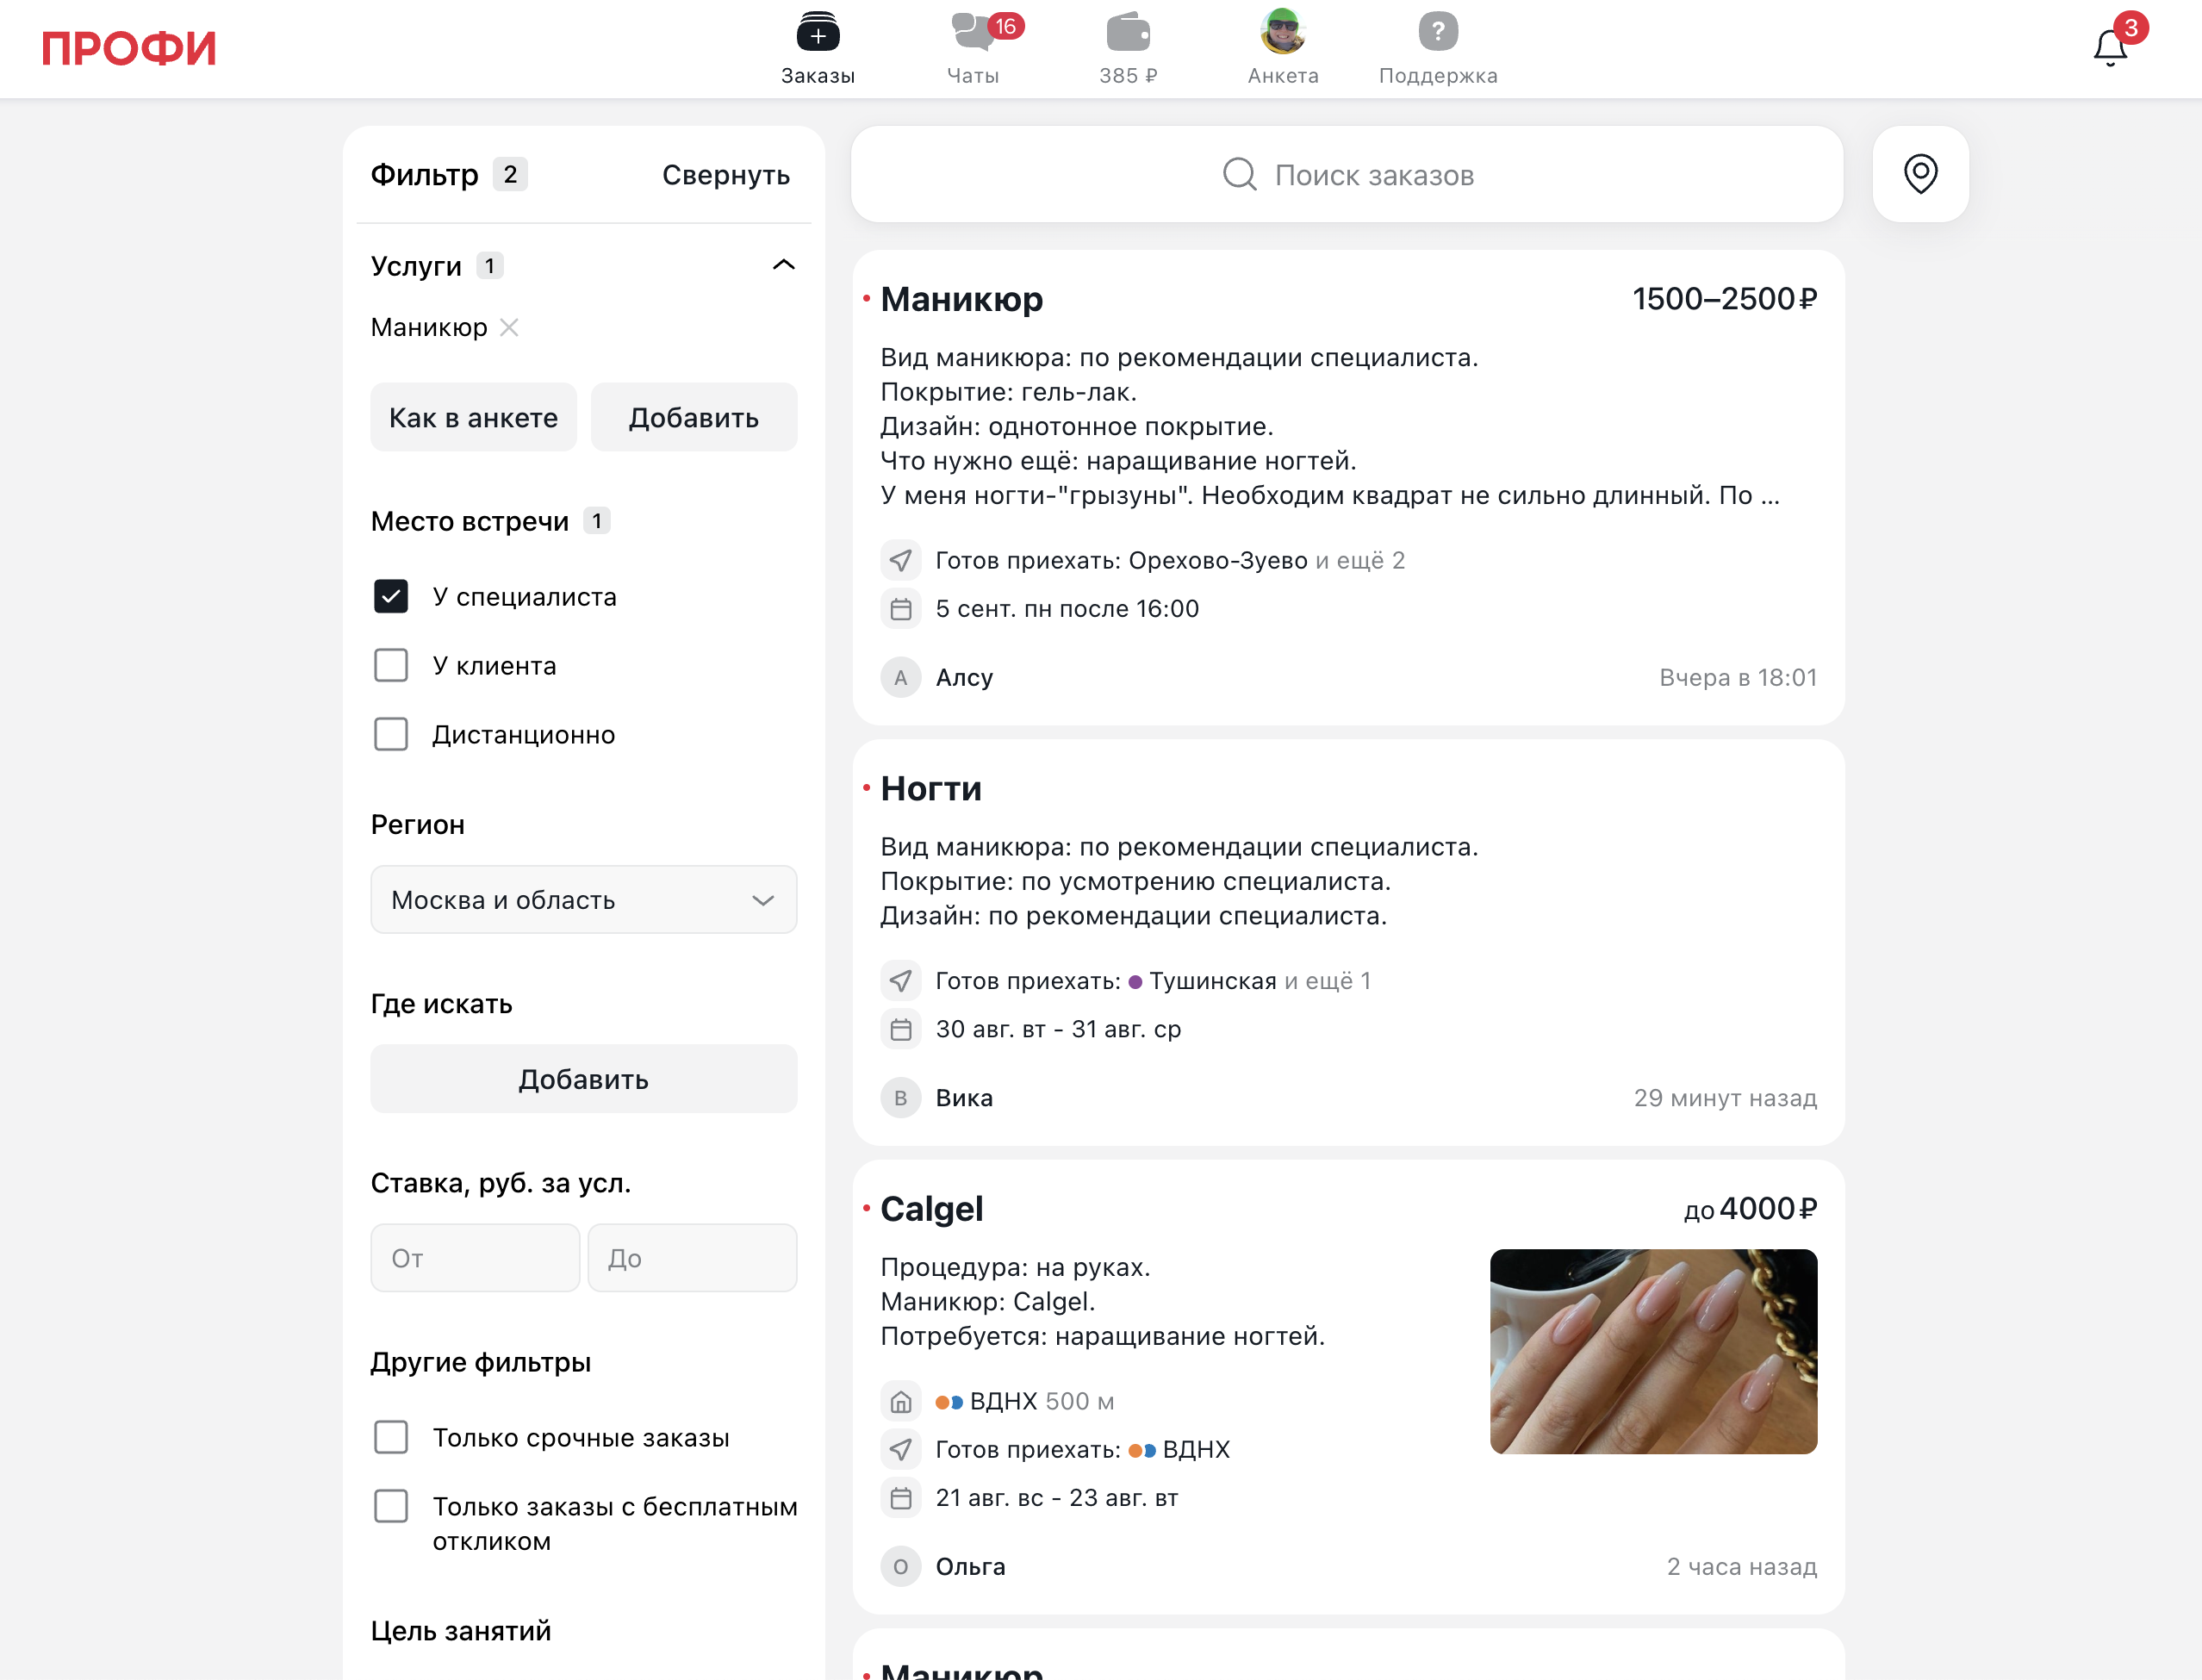 ПРОФИ
Заказы
16
Чаты
385 ₽
Анкета
?
Поддержка
3
Фильтр 2
Свернуть
Услуги 1
Маникюр
Как в анкете
Добавить
Место встречи 1
У специалиста
У клиента
Дистанционно
Регион
Москва и область
Где искать
Добавить
Ставка, руб. за усл.
От
До
Другие фильтры
Только срочные заказы
Только заказы с бесплатным
откликом
Цель занятий
Поиск заказов
Маникюр
1500–2500 ₽
Вид маникюра: по рекомендации специалиста.
Покрытие: гель-лак.
Дизайн: однотонное покрытие.
Что нужно ещё: наращивание ногтей.
У меня ногти-"грызуны". Необходим квадрат не сильно длинный. По ...
Готов приехать: Орехово-Зуево и ещё 2
5 сент. пн после 16:00
А
Алсу
Вчера в 18:01
Ногти
Вид маникюра: по рекомендации специалиста.
Покрытие: по усмотрению специалиста.
Дизайн: по рекомендации специалиста.
Готов приехать: Тушинская и ещё 1
30 авг. вт - 31 авг. ср
В
Вика
29 минут назад
Calgel
до 4000 ₽
Процедура: на руках.
Маникюр: Calgel.
Потребуется: наращивание ногтей.
ВДНХ 500 м
Готов приехать: ВДНХ
21 авг. вс - 23 авг. вт
О
Ольга
2 часа назад
Маникюр